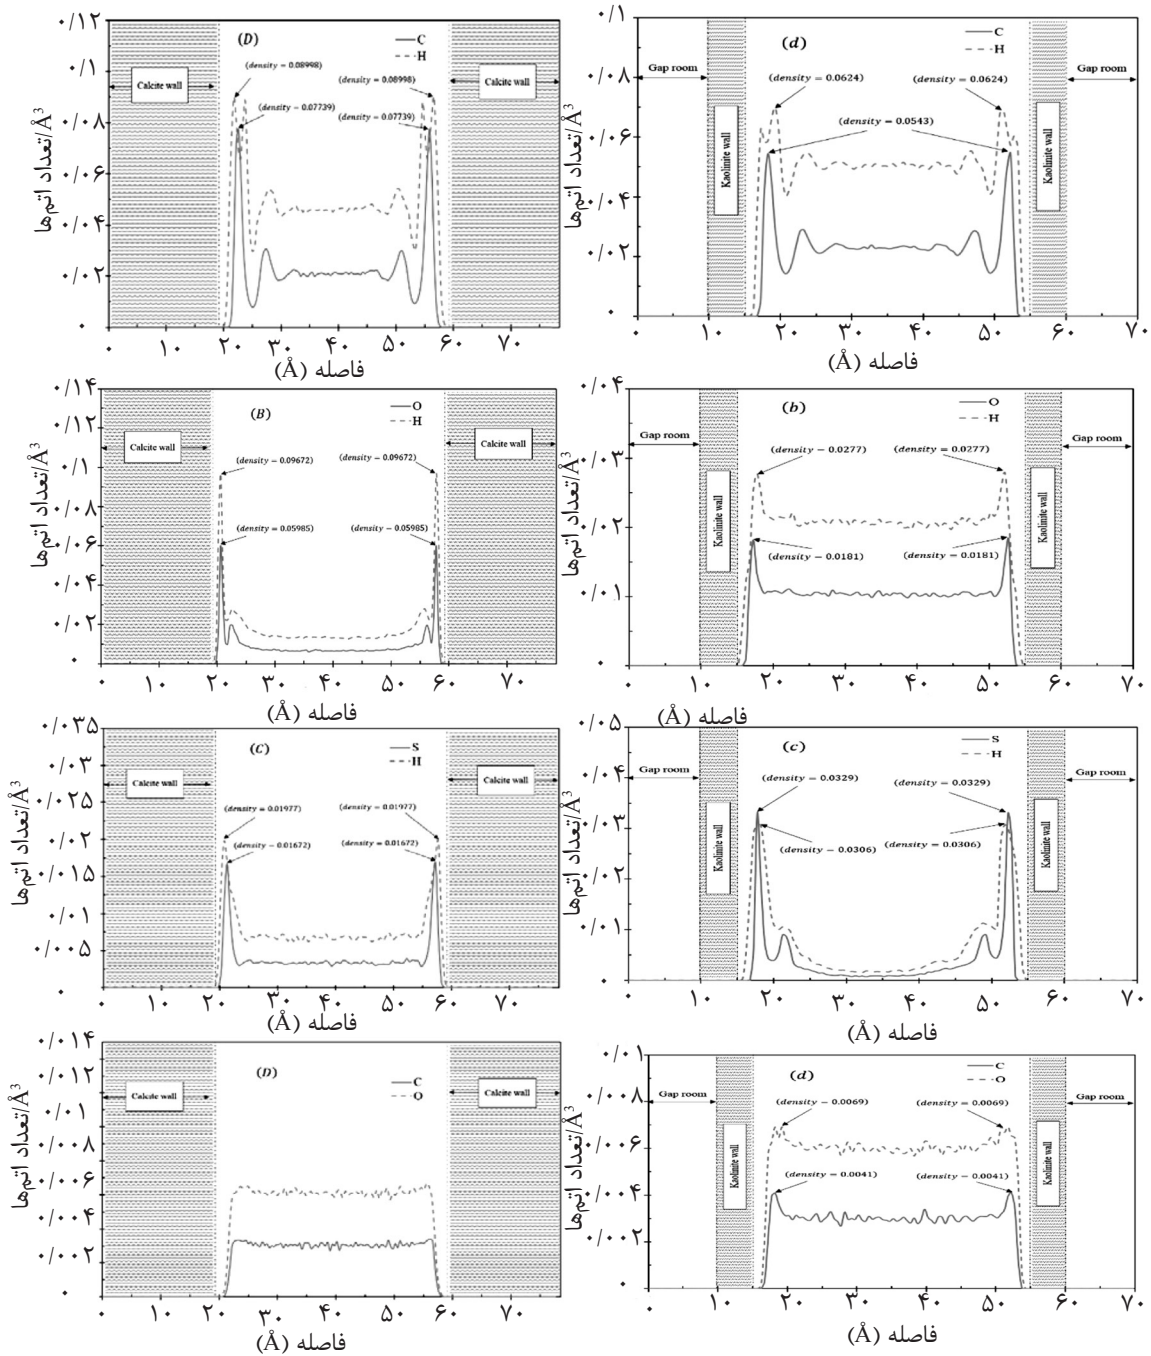 ۰/۱۲
۰/۱
۰/۰۸
۰/۰۶
۰/۰۴
۰/۰۲
۰
تعداد اتم‌ها/Å³
(D)
C
H
Calcite wall
Calcite wall
(density = 0.08998)
(density = 0.08998)
(density = 0.07739)
(density = 0.07739)
۰ ۱۰ ۲۰ ۳۰ ۴۰ ۵۰ ۶۰ ۷۰
فاصله (Å)
۰/۱
۰/۰۸
۰/۰۶
۰/۰۴
۰/۰۲
۰
تعداد اتم‌ها/Å³
(d)
C
H
Gap room
Gap room
Kaolinite wall
Kaolinite wall
(density = 0.0624)
(density = 0.0624)
(density = 0.0543)
۰ ۱۰ ۲۰ ۳۰ ۴۰ ۵۰ ۶۰ ۷۰
فاصله (Å)
۰/۱۴
۰/۱۲
۰/۱
۰/۰۸
۰/۰۶
۰/۰۴
۰/۰۲
۰
تعداد اتم‌ها/Å³
(B)
O
H
Calcite wall
Calcite wall
(density = 0.09672)
(density = 0.09672)
(density = 0.05985)
(density − 0.05985)
۰ ۱۰ ۲۰ ۳۰ ۴۰ ۵۰ ۶۰ ۷۰
فاصله (Å)
۰/۰۴
۰/۰۳
۰/۰۲
۰/۰۱
۰
تعداد اتم‌ها/Å³
(b)
O
H
Gap room
Gap room
Kaolinite wall
Kaolinite wall
(density − 0.0277)
(density = 0.0277)
(density −0.0181)
(density = 0.0181)
۰ ۱۰ ۲۰ ۳۰ ۴۰ ۵۰ ۶۰ ۷۰
فاصله (Å)
۰/۰۳۵
۰/۰۳
۰/۰۲۵
۰/۰۲
۰/۰۱۵
۰/۰۱
۰/۰۰۵
۰
تعداد اتم‌ها/Å³
(C)
S
H
Calcite wall
Calcite wall
(density = 0.01977)
(density = 0.01977)
(density − 0.01672)
(density = 0.01672)
۰ ۱۰ ۲۰ ۳۰ ۴۰ ۵۰ ۶۰ ۷۰
فاصله (Å)
۰/۰۵
۰/۰۴
۰/۰۳
۰/۰۲
۰/۰۱
۰
تعداد اتم‌ها/Å³
(c)
S
H
Gap room
Gap room
Kaolinite wall
Kaolinite wall
(density = 0.0329)
(density = 0.0329)
(density − 0.0306)
(density = 0.0306)
۰ ۱۰ ۲۰ ۳۰ ۴۰ ۵۰ ۶۰ ۷۰
فاصله (Å)
۰/۰۱۴
۰/۰۱۲
۰/۰۱
۰/۰۰۸
۰/۰۰۶
۰/۰۰۴
۰/۰۰۲
۰
تعداد اتم‌ها/Å³
(D)
C
O
Calcite wall
Calcite wall
۰ ۱۰ ۲۰ ۳۰ ۴۰ ۵۰ ۶۰ ۷۰
فاصله (Å)
۰/۰۱
۰/۰۰۸
۰/۰۰۶
۰/۰۰۴
۰/۰۰۲
۰
تعداد اتم‌ها/Å³
(d)
C
O
Gap room
Gap room
Kaolinite wall
Kaolinite wall
(density −0.0069)
(density = 0.0069)
(density = 0.0041)
(density − 0.0041)
۰ ۱۰ ۲۰ ۳۰ ۴۰ ۵۰ ۶۰ ۷۰
فاصله (Å)